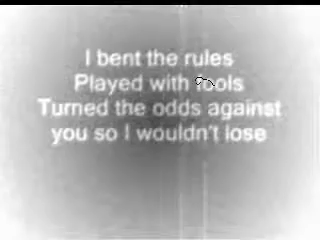 I bent the rules
Played with fools
Turned the odds against
you so I wouldn't lose